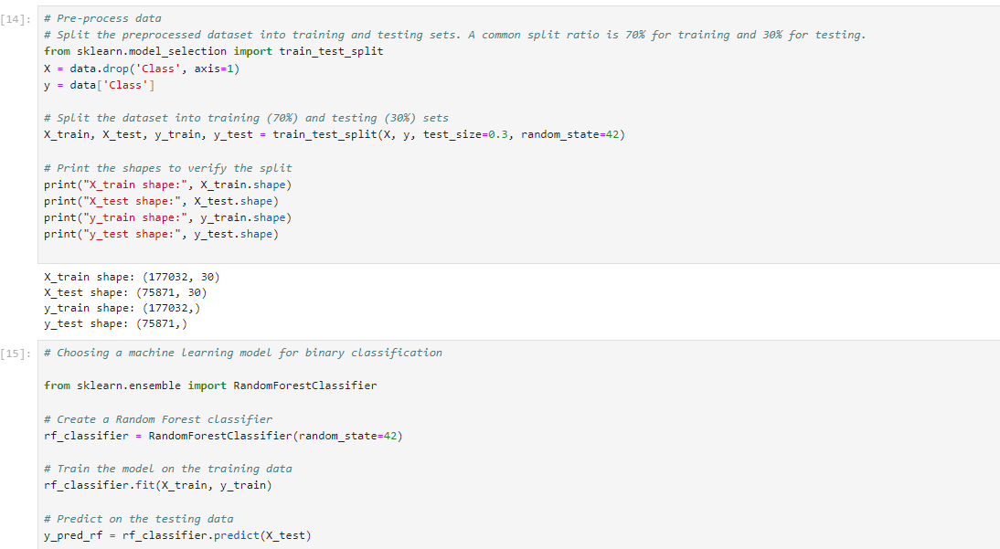 [14]:
# Pre-process data
# Split the preprocessed dataset into training and testing sets. A common split ratio is 70% for training and 30% for testing.
from sklearn.model_selection import train_test_split
X = data.drop('Class', axis=1)
y = data['Class']
# Split the dataset into training (70%) and testing (30%) sets
X_train, X_test, y_train, y_test = train_test_split(X, y, test_size=0.3, random_state=42)
# Print the shapes to verify the split
print("X_train shape:", X_train.shape)
print("X_test shape:", X_test.shape)
print("y_train shape:", y_train.shape)
print("y_test shape:", y_test.shape)
X_train shape: (177032, 30)
X_test shape: (75871, 30)
y_train shape: (177032,)
y_test shape: (75871,)
[15]:
# Choosing a machine learning model for binary classification
from sklearn.ensemble import RandomForestClassifier
# Create a Random Forest classifier
rf_classifier = RandomForestClassifier(random_state=42)
# Train the model on the training data
rf_classifier.fit(X_train, y_train)
# Predict on the testing data
y_pred_rf = rf_classifier.predict(X_test)